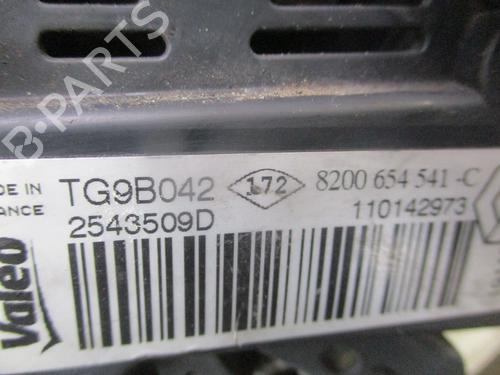 B-PARTS
DE IN TG9B042 172 8200 654 541 -C
ANCE 2543509D 110142973
Valeo